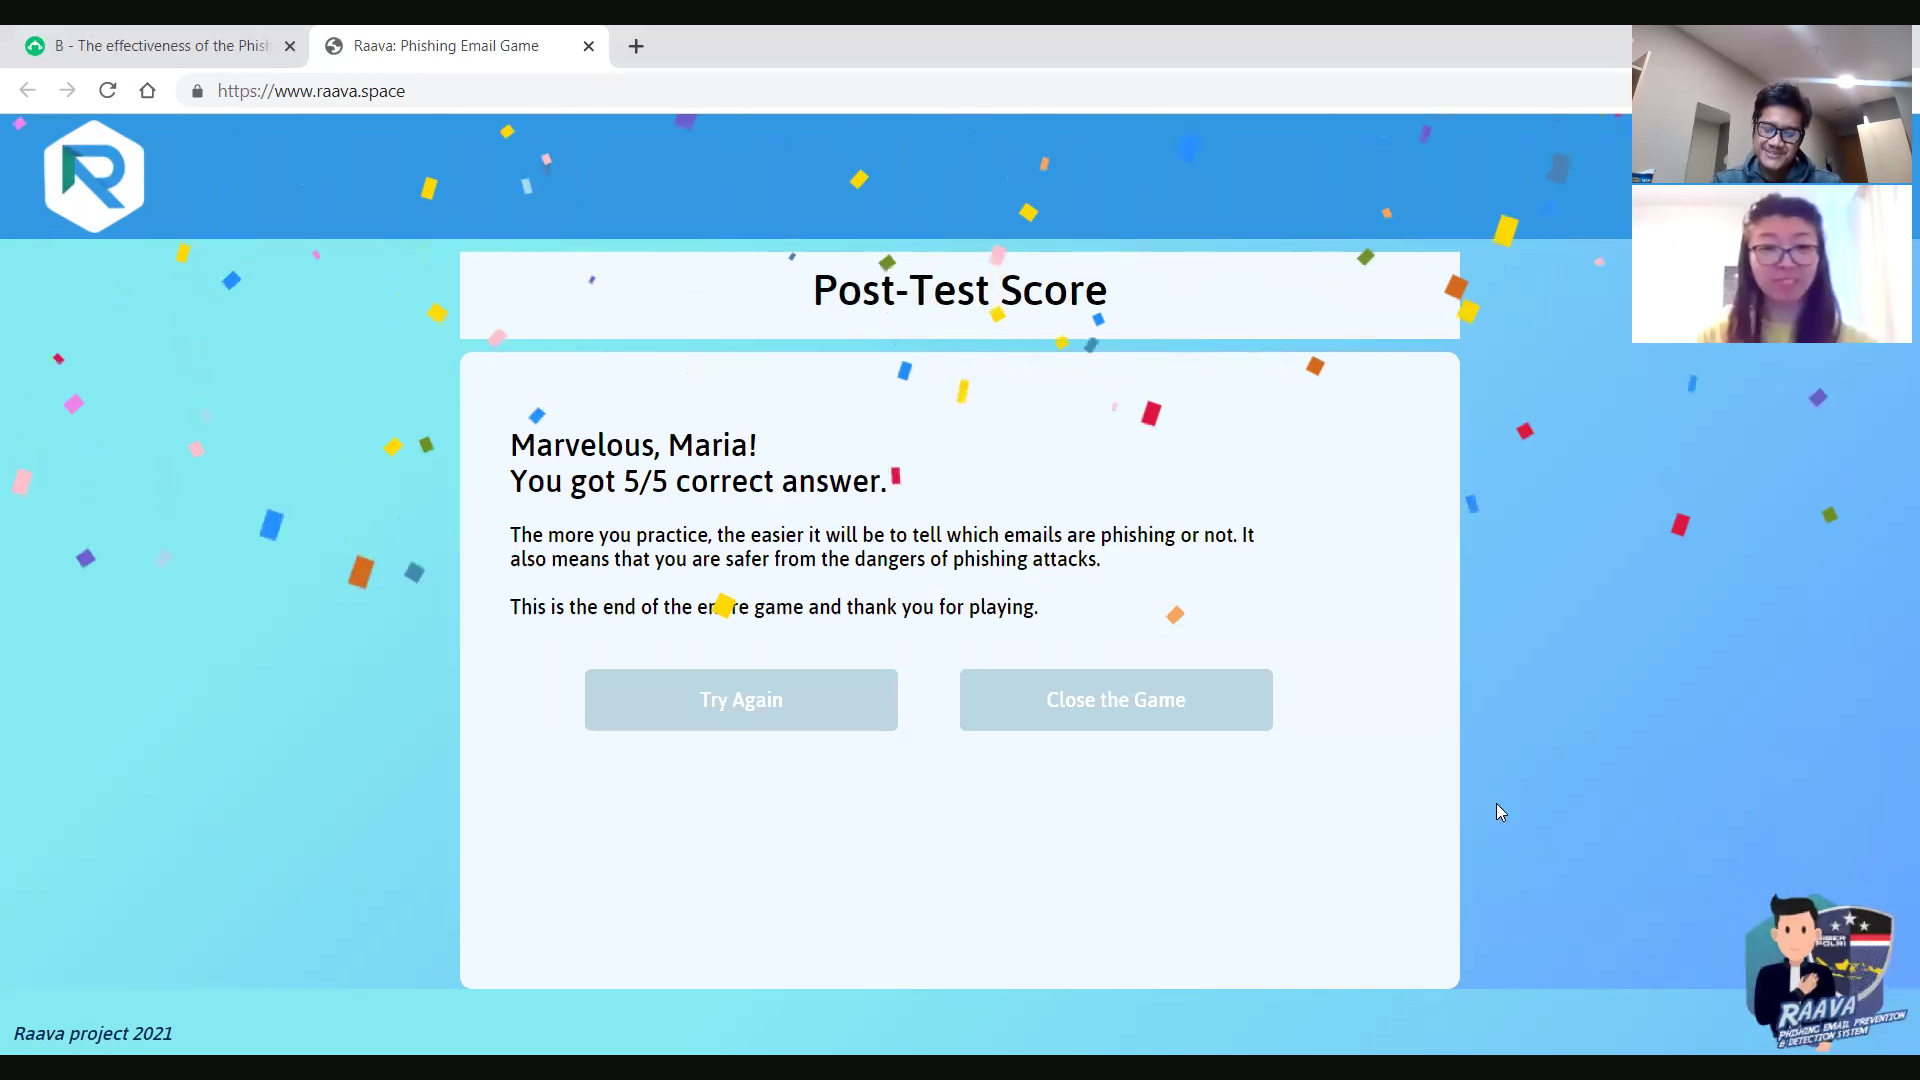 B - The effectiveness of the Phish
Raava: Phishing Email Game
https://www.raava.space
R
Post-Test Score
Marvelous, Maria!
You got 5/5 correct answer.
The more you practice, the easier it will be to tell which emails are phishing or not. It
also means that you are safer from the dangers of phishing attacks.
This is the end of the entire game and thank you for playing.
Try Again
Close the Game
SIBER
POLRI
RAAVA
PHISHING EMAIL PREVENTION
& DETECTION SYSTEM
Raava project 2021